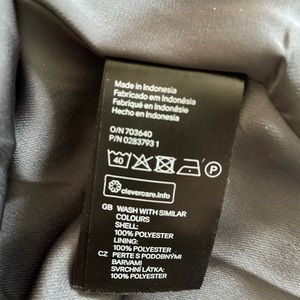 Made in Indonesia
Fabricado em Indonésia
Fabriqué en Indonésie
Hecho en Indonesia
O/N 703640
P/N 0283793 1
40
P
clevercare.info
GB WASH WITH SIMILAR
COLOURS
SHELL:
100% POLYESTER
LINING:
100% POLYESTER
CZ PERTE S PODOBNÝMI
BARVAMI
SVRCHNÍ LÁTKA:
100% POLYESTER